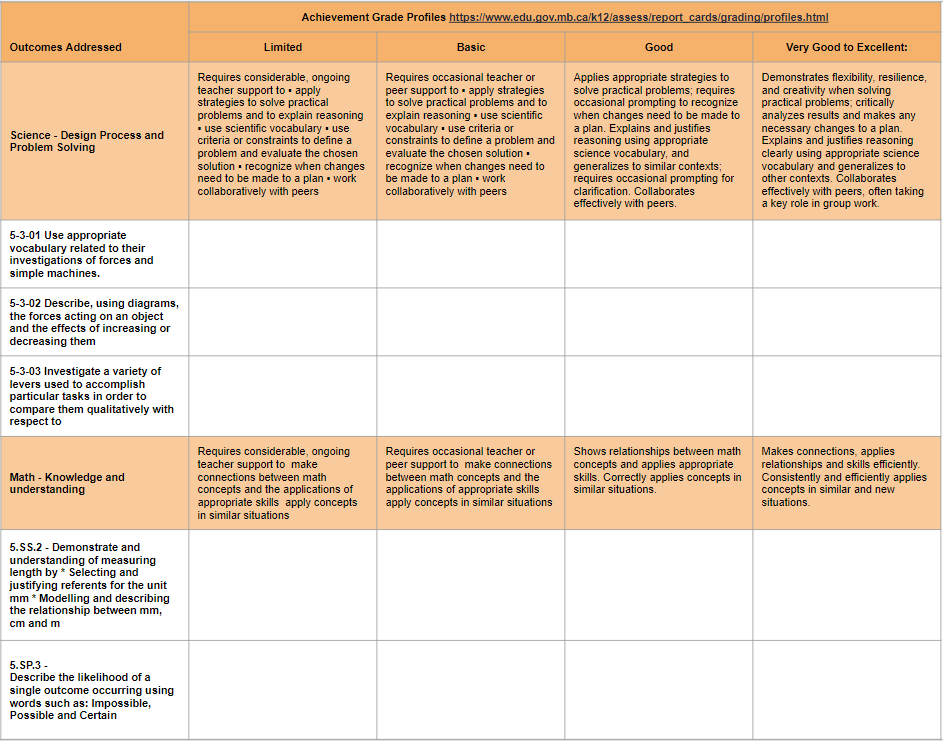 Achievement Grade Profiles https://www.edu.gov.mb.ca/k12/assess/report_cards/grading/profiles.html
Outcomes Addressed
Limited
Basic
Good
Very Good to Excellent:
Science - Design Process and
Problem Solving
Requires considerable, ongoing
teacher support to ▪ apply
strategies to solve practical
problems and to explain reasoning
▪ use scientific vocabulary ▪ use
criteria or constraints to define a
problem and evaluate the chosen
solution ▪ recognize when changes
need to be made to a plan ▪ work
collaboratively with peers
Requires occasional teacher or
peer support to ▪ apply strategies
to solve practical problems and to
explain reasoning ▪ use scientific
vocabulary ▪ use criteria or
constraints to define a problem and
evaluate the chosen solution ▪
recognize when changes need to
be made to a plan ▪ work
collaboratively with peers
Applies appropriate strategies to
solve practical problems; requires
occasional prompting to recognize
when changes need to be made to
a plan. Explains and justifies
reasoning using appropriate
science vocabulary, and
generalizes to similar contexts;
requires occasional prompting for
clarification. Collaborates
effectively with peers.
Demonstrates flexibility, resilience,
and creativity when solving
practical problems; critically
analyzes results and makes any
necessary changes to a plan.
Explains and justifies reasoning
clearly using appropriate science
vocabulary and generalizes to
other contexts. Collaborates
effectively with peers, often taking
a key role in group work.
5-3-01 Use appropriate
vocabulary related to their
investigations of forces and
simple machines.
5-3-02 Describe, using diagrams,
the forces acting on an object
and the effects of increasing or
decreasing them
5-3-03 Investigate a variety of
levers used to accomplish
particular tasks in order to
compare them qualitatively with
respect to
Math - Knowledge and
understanding
Requires considerable, ongoing
teacher support to make
connections between math
concepts and the applications of
appropriate skills apply concepts
in similar situations
Requires occasional teacher or
peer support to make connections
between math concepts and the
applications of appropriate skills
apply concepts in similar situations
Shows relationships between math
concepts and applies appropriate
skills. Correctly applies concepts in
similar situations.
Makes connections, applies
relationships and skills efficiently.
Consistently and efficiently applies
concepts in similar and new
situations.
5.SS.2 - Demonstrate and
understanding of measuring
length by * Selecting and
justifying referents for the unit
mm * Modelling and describing
the relationship between mm,
cm and m
5.SP.3 -
Describe the likelihood of a
single outcome occurring using
words such as: Impossible,
Possible and Certain